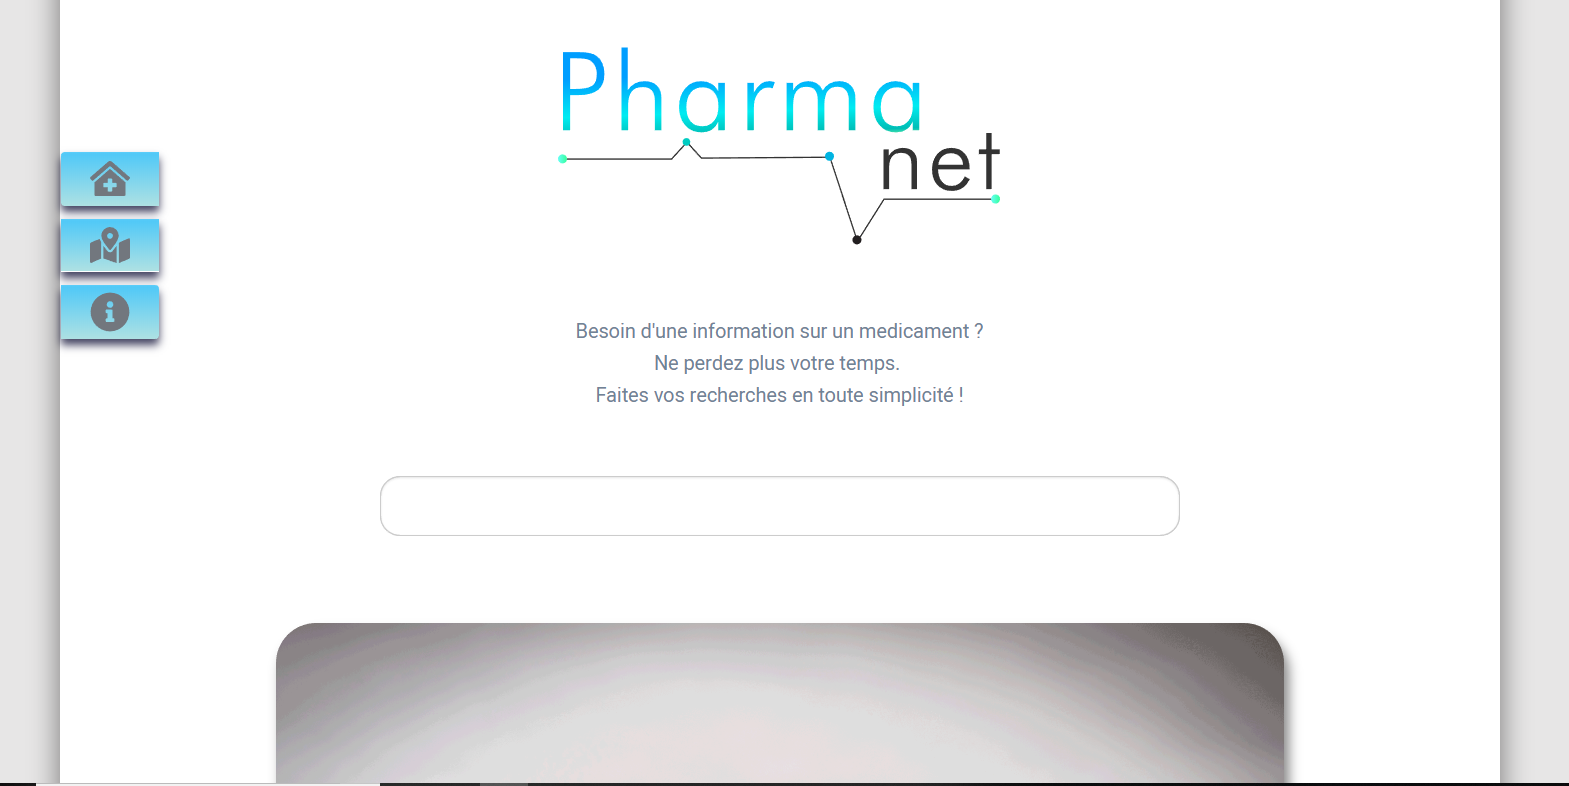 Pharma
net
Besoin d'une information sur un medicament ?
Ne perdez plus votre temps.
Faites vos recherches en toute simplicité !